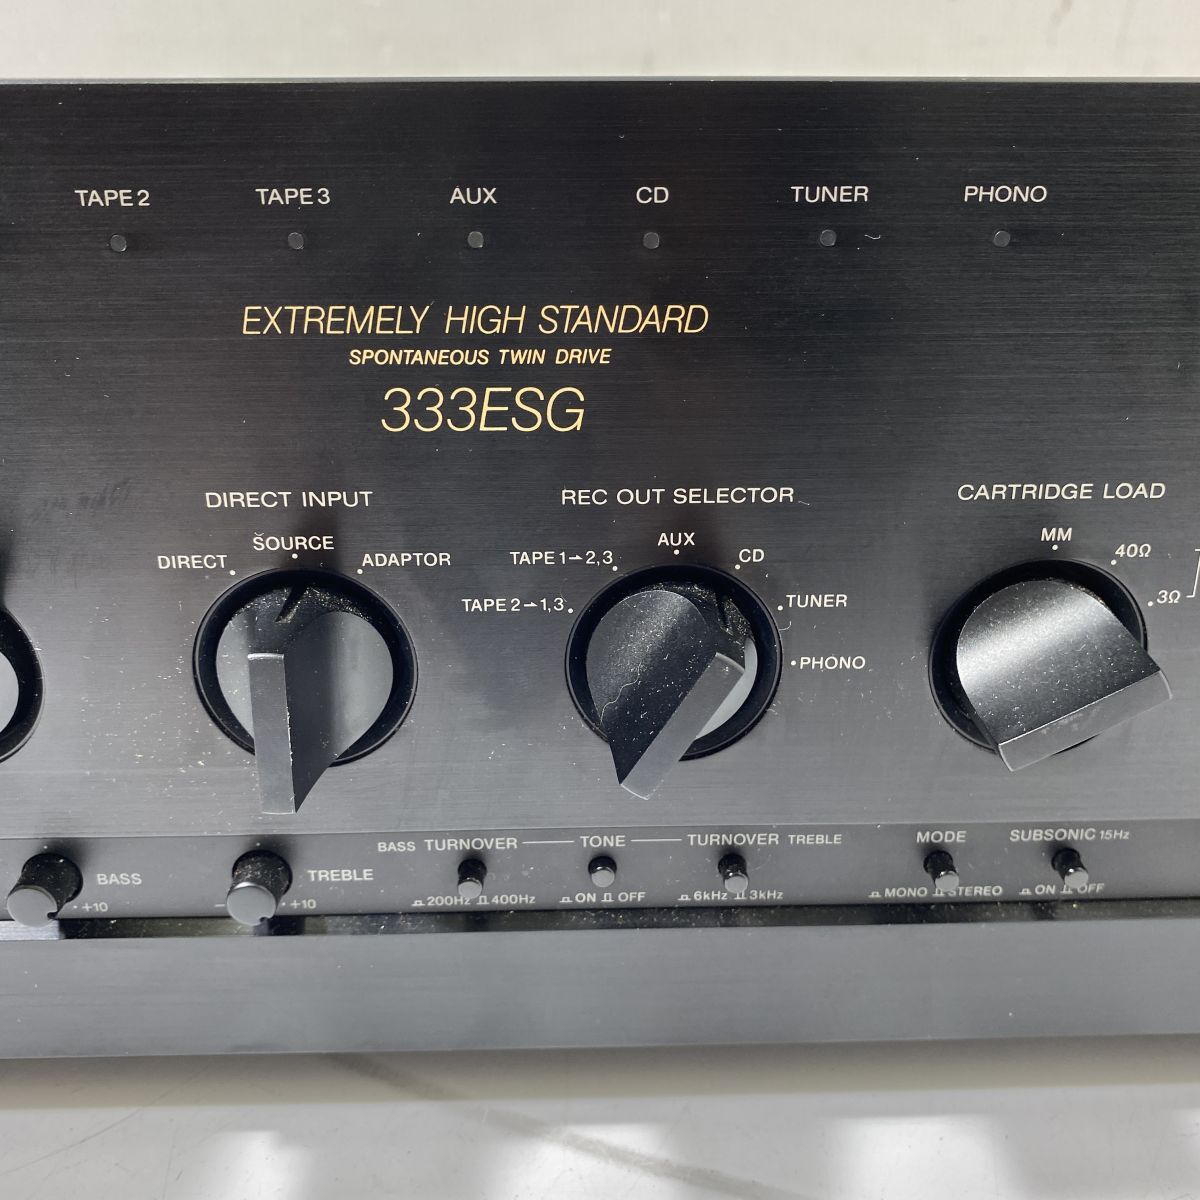 TAPE 2 TAPE 3 AUX CD TUNER PHONO
EXTREMELY HIGH STANDARD
SPONTANEOUS TWIN DRIVE
333ESG
DIRECT INPUT
DIRECT SOURCE ADAPTOR
REC OUT SELECTOR
TAPE 2→1,3 TAPE 1→2,3 AUX CD TUNER PHONO
CARTRIDGE LOAD
MM 40Ω 3Ω
BASS
+10
TREBLE
- +10
BASS TURNOVER TONE TURNOVER TREBLE
200Hz 400Hz ON OFF 6kHz 3kHz
MODE
MONO STEREO
SUBSONIC 15Hz
ON OFF